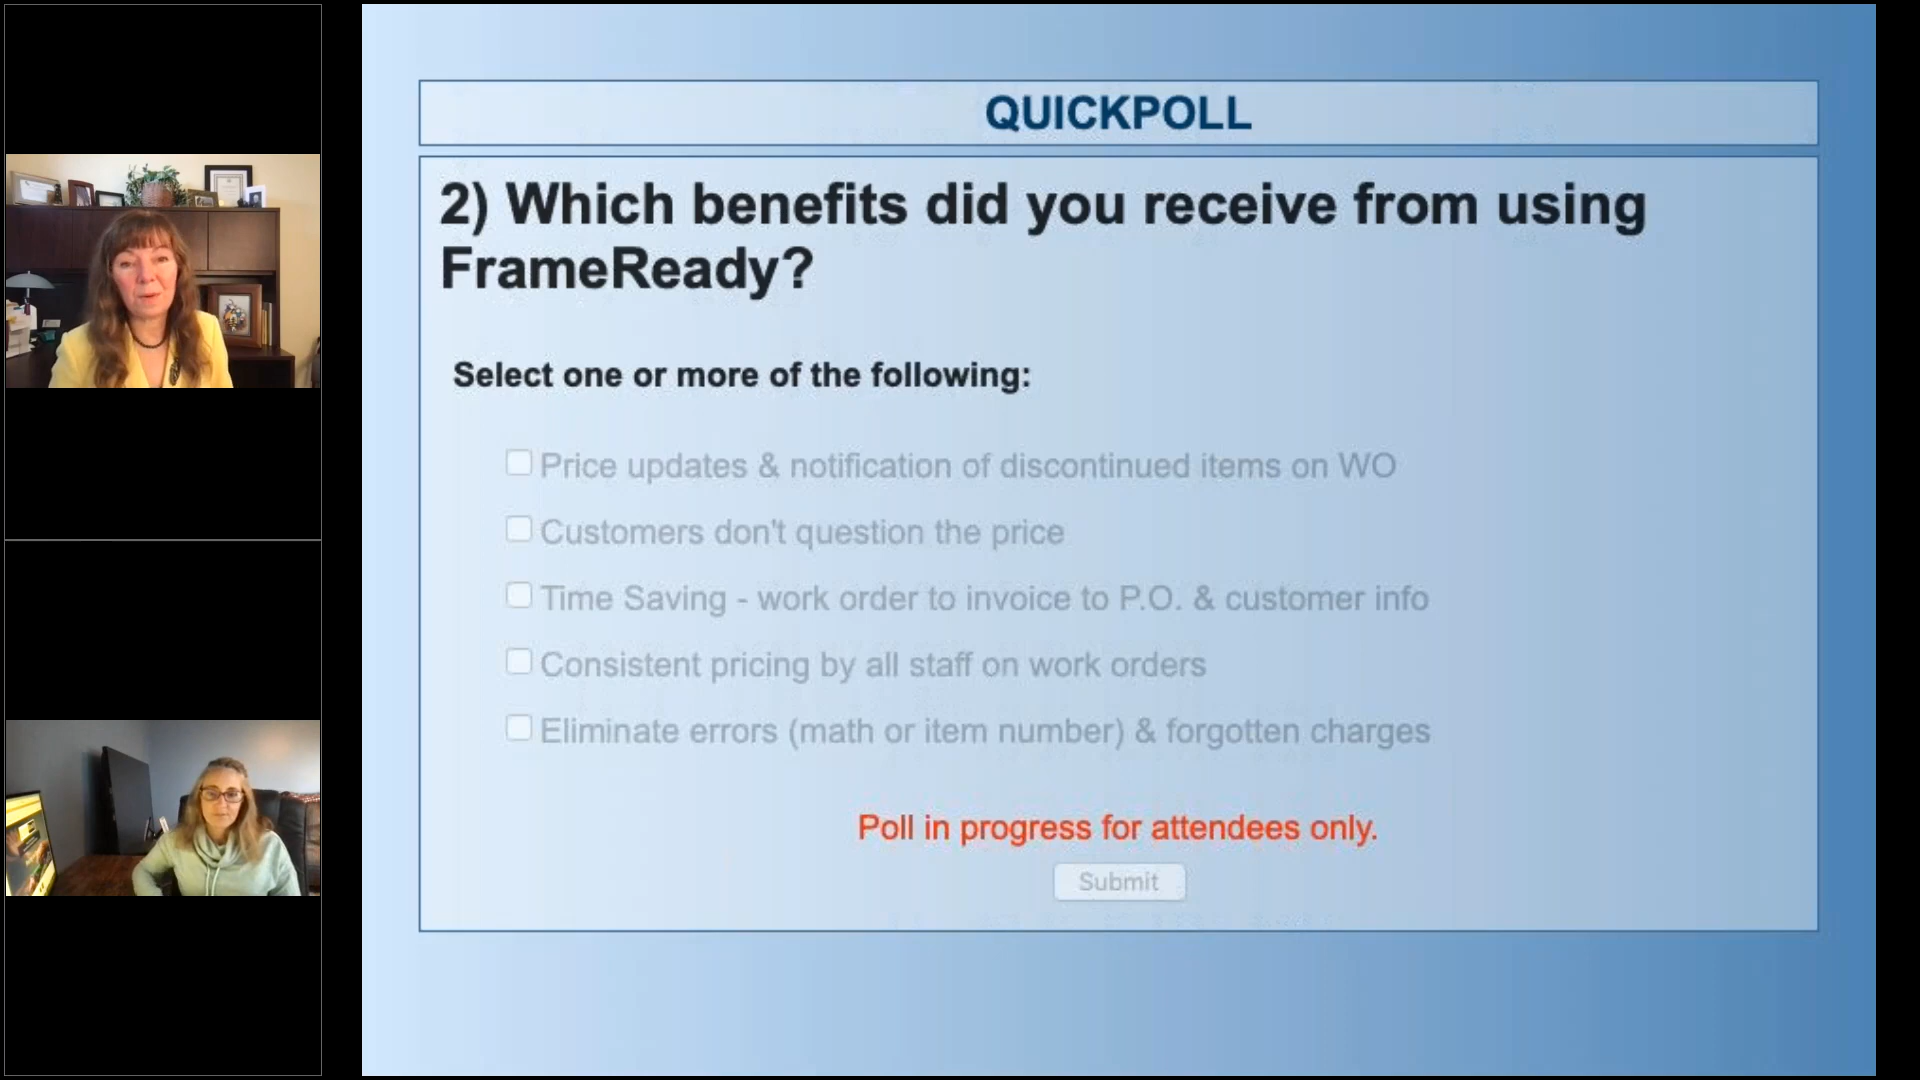 QUICKPOLL
2) Which benefits did you receive from using
FrameReady?
Select one or more of the following:
Price updates & notification of discontinued items on WO
Customers don't question the price
Time Saving - work order to invoice to P.O. & customer info
Consistent pricing by all staff on work orders
Eliminate errors (math or item number) & forgotten charges
Poll in progress for attendees only.
Submit